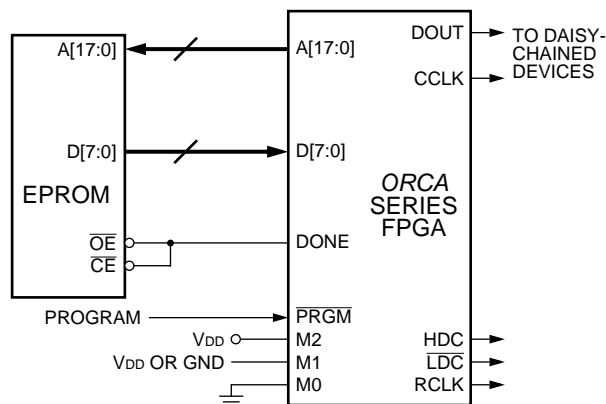 DOUT
TO DAISY-
CHAINED
DEVICES
A[17:0]
A[17:0]
CCLK
D[7:0]
D[7:0]
EPROM
ORCA
SERIES
FPGA
OE
DONE
CE
PROGRAM
PRGM
VDD
M2
HDC
VDD OR GND
M1
LDC
M0
RCLK